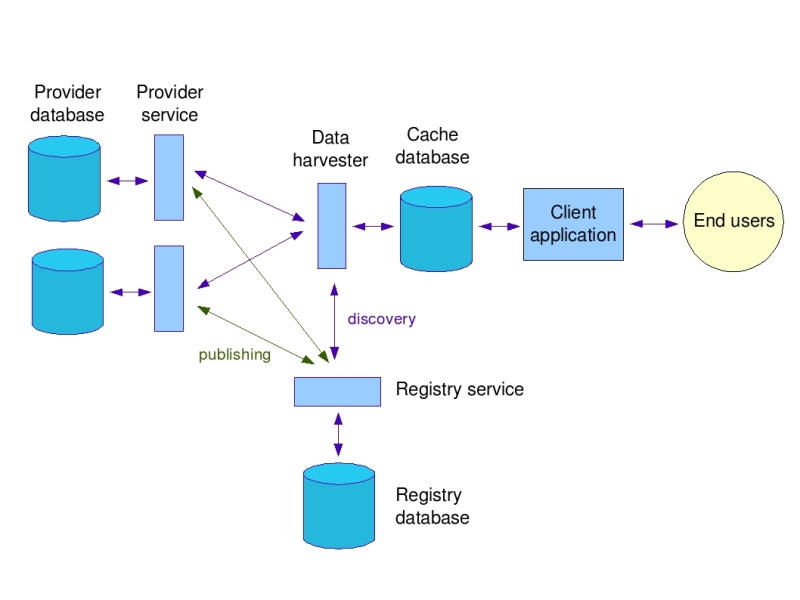 Provider
database
Provider
service
Data
harvester
Cache
database
Client
application
End users
discovery
publishing
Registry service
Registry
database